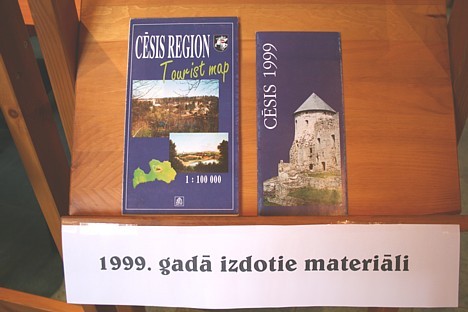 CĒSIS REGION
Tourist map
1 : 100 000
CĒSIS 1999
1999. gadā izdotie materiāli